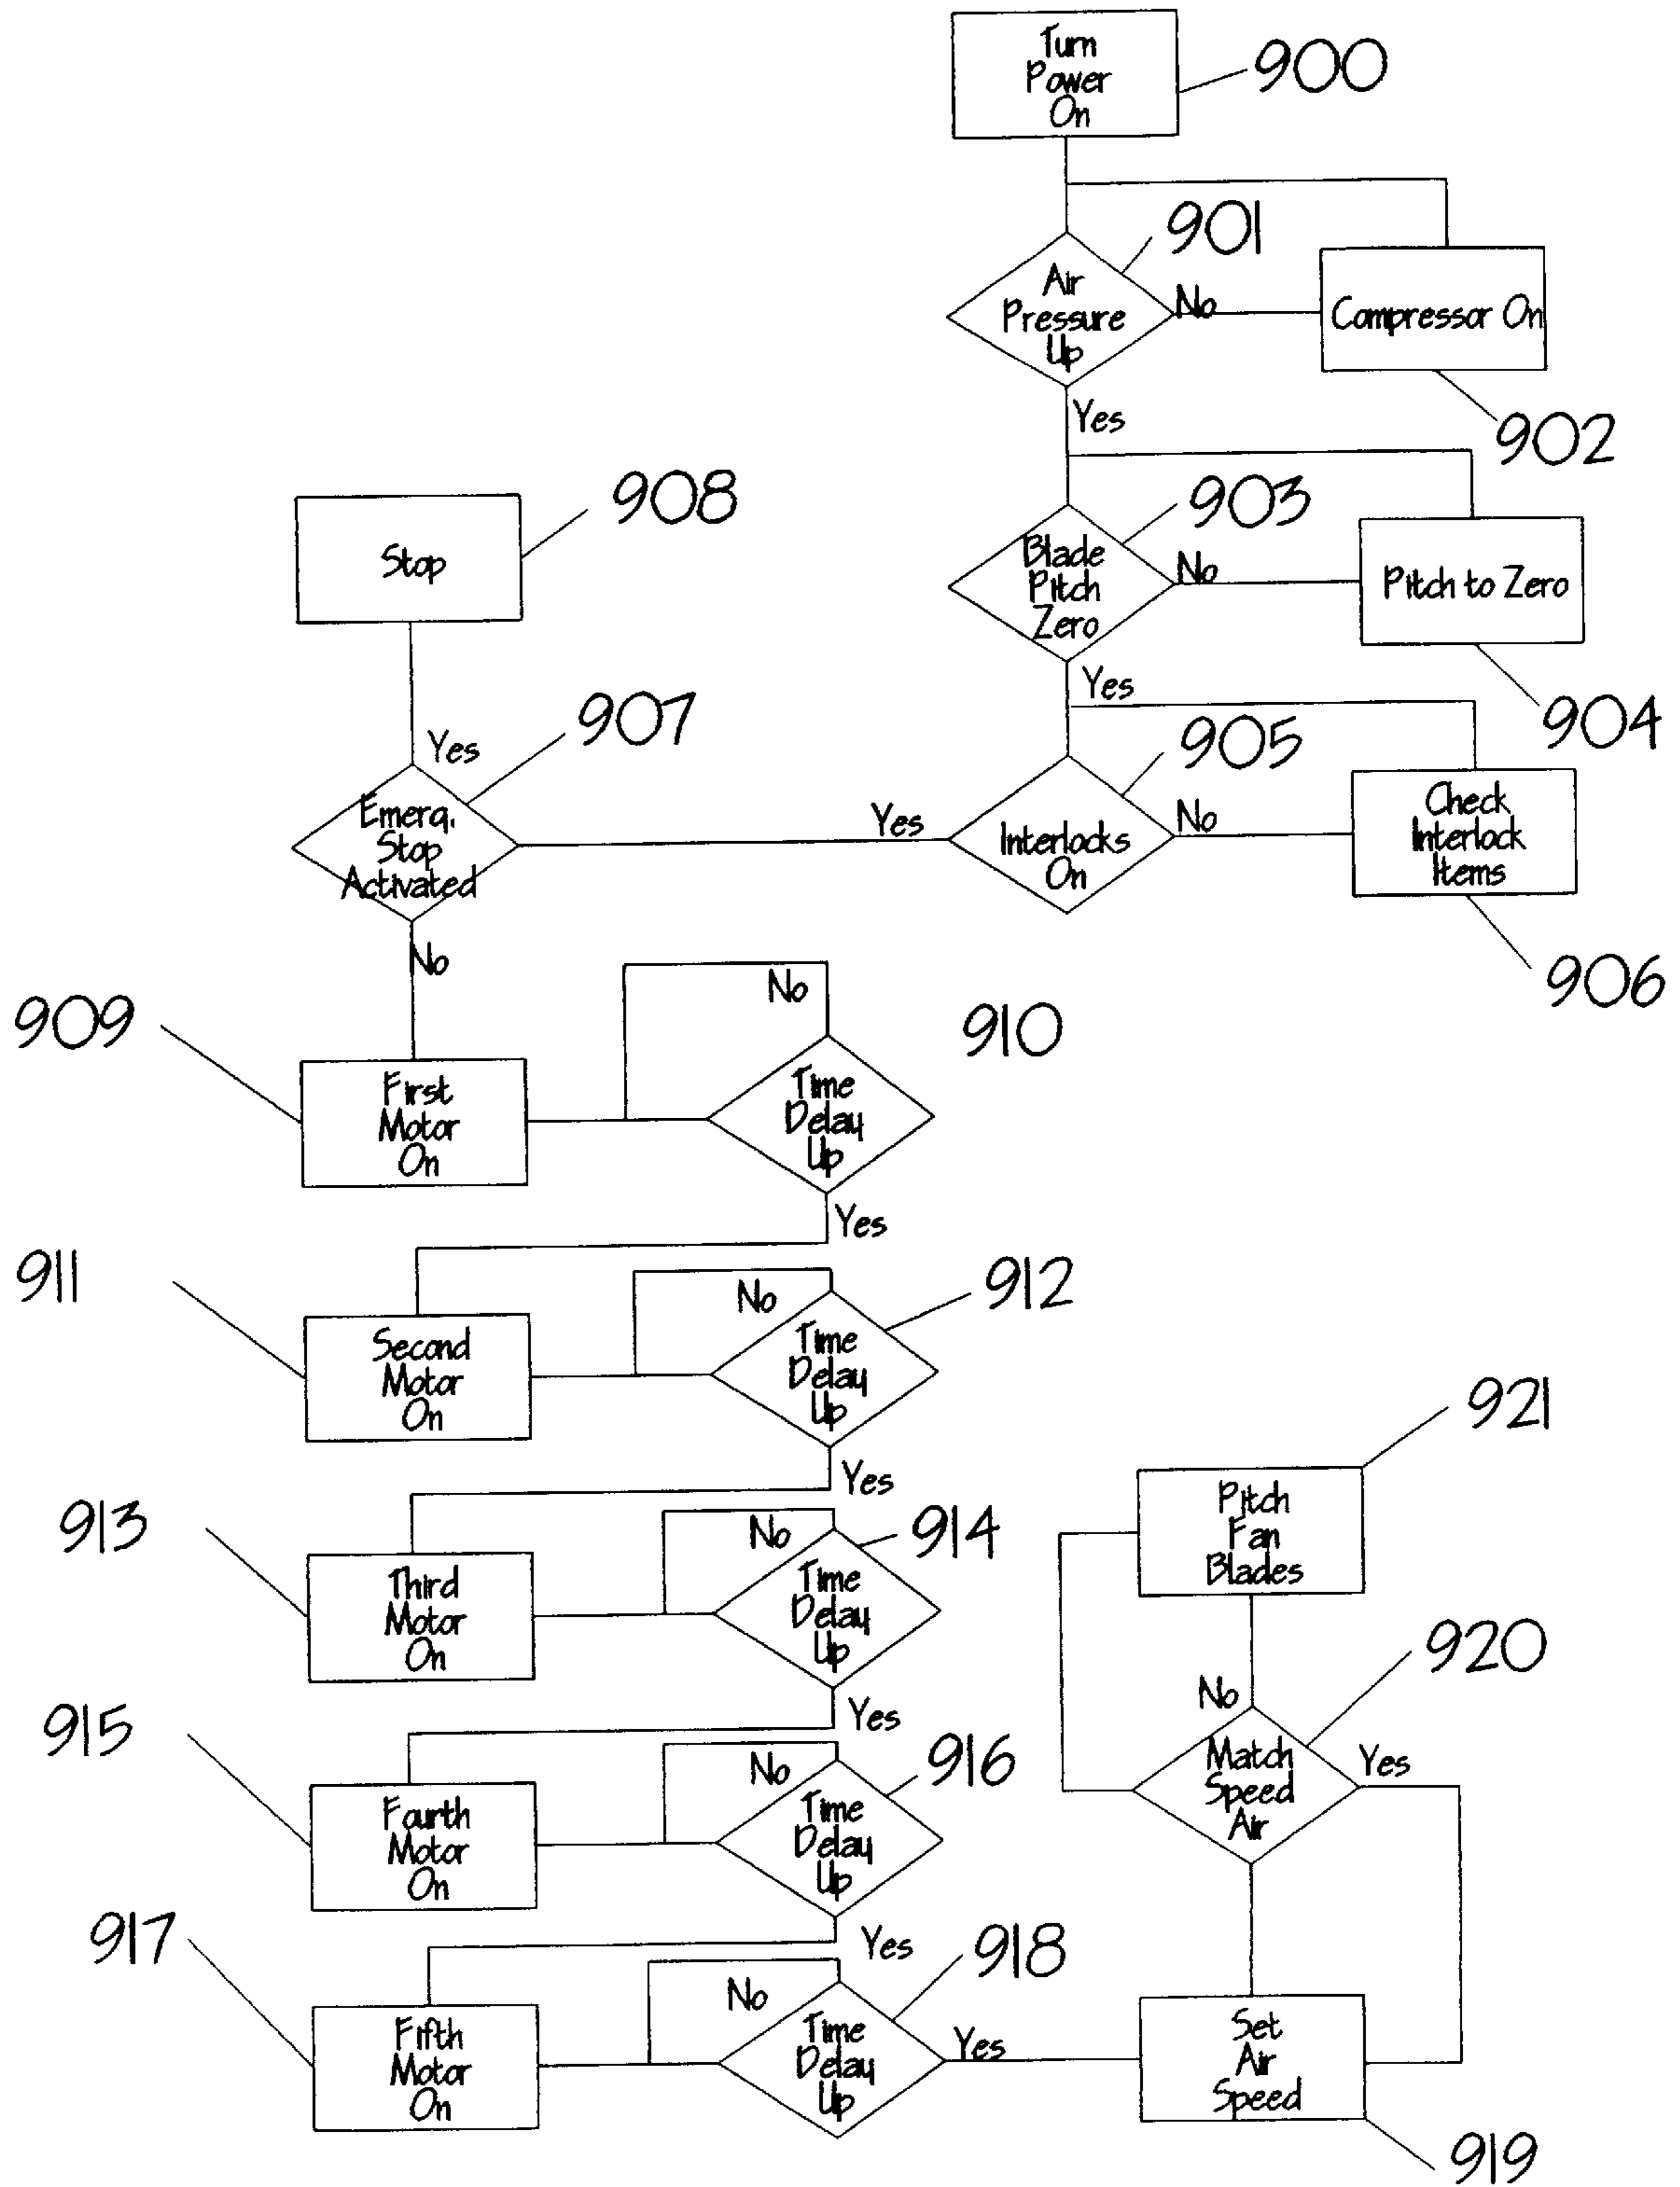 Turn
Power
On
900
901
Air
Pressure
Up
No
Compressor On
902
Yes
903
Blade
Pitch
Zero
No
Pitch to Zero
904
Yes
905
Interlocks
On
No
Check
Interlock
Items
906
Yes
908
Stop
907
Yes
Emerg.
Stop
Activated
No
909
First
Motor
On
No
910
Time
Delay
Up
Yes
911
Second
Motor
On
No
912
Time
Delay
Up
Yes
913
Third
Motor
On
No
914
Time
Delay
Up
Yes
915
Fourth
Motor
On
No
916
Time
Delay
Up
Yes
917
Fifth
Motor
On
No
918
Time
Delay
Up
Yes
921
Pitch
Fan
Blades
920
No
Match
Speed
Air
Yes
Set
Air
Speed
919